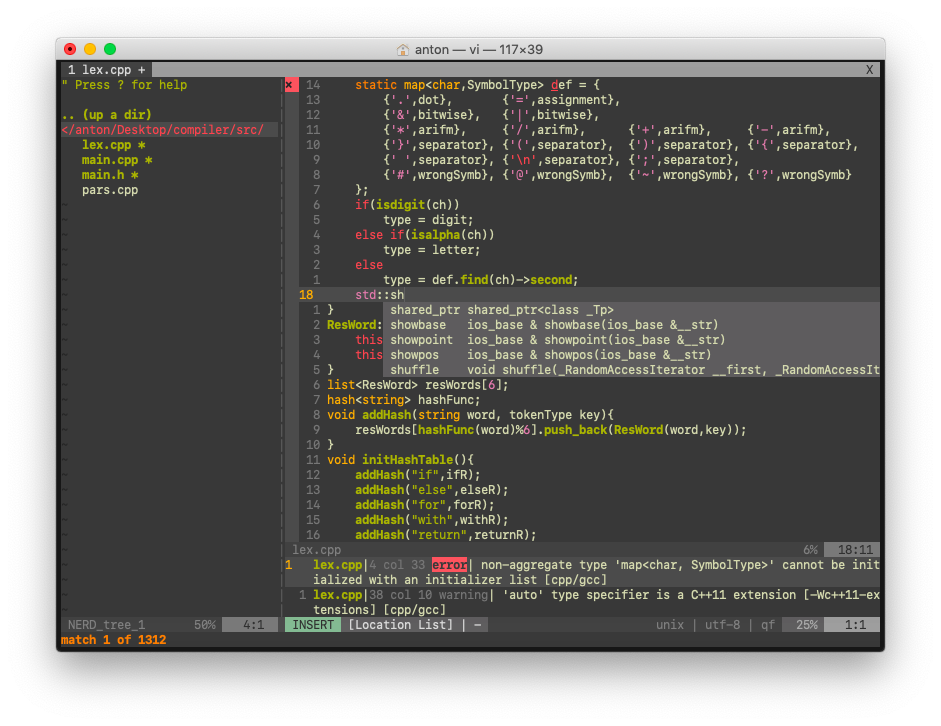 anton — vi — 117×39
1 lex.cpp + X
" Press ? for help
.. (up a dir)
</anton/Desktop/compiler/src/
lex.cpp *
main.cpp *
main.h *
pars.cpp
× 14 static map<char,SymbolType> def = {
13 {'.',dot}, {'=',assignment},
12 {'&',bitwise}, {'|',bitwise},
11 {'*',arifm}, {'/',arifm}, {'+',arifm}, {'-',arifm},
10 {'}',separator}, {'(',separator}, {')',separator}, {'{',separator},
9 {' ',separator}, {'\n',separator}, {';',separator},
8 {'#',wrongSymb}, {'@',wrongSymb}, {'~',wrongSymb}, {'?',wrongSymb}
7 };
6 if(isdigit(ch))
5 type = digit;
4 else if(isalpha(ch))
3 type = letter;
2 else
1 type = def.find(ch)->second;
18 std::sh
1 } shared_ptr shared_ptr<class _Tp>
2 ResWord: showbase ios_base & showbase(ios_base &__str)
3 this showpoint ios_base & showpoint(ios_base &__str)
4 this showpos ios_base & showpos(ios_base &__str)
5 } shuffle void shuffle(_RandomAccessIterator __first, _RandomAccessIt
6 list<ResWord> resWords[6];
7 hash<string> hashFunc;
8 void addHash(string word, tokenType key){
9 resWords[hashFunc(word)%6].push_back(ResWord(word,key));
10 }
11 void initHashTable(){
12 addHash("if",ifR);
13 addHash("else",elseR);
14 addHash("for",forR);
15 addHash("with",withR);
16 addHash("return",returnR);
lex.cpp 6% 18:11
1 lex.cpp|4 col 33 error| non-aggregate type 'map<char, SymbolType>' cannot be init
ialized with an initializer list [cpp/gcc]
1 lex.cpp|38 col 10 warning| 'auto' type specifier is a C++11 extension [-Wc++11-ex
tensions] [cpp/gcc]
NERD_tree_1 50% 4:1 INSERT [Location List] | - unix | utf-8 | qf 25% 1:1
match 1 of 1312